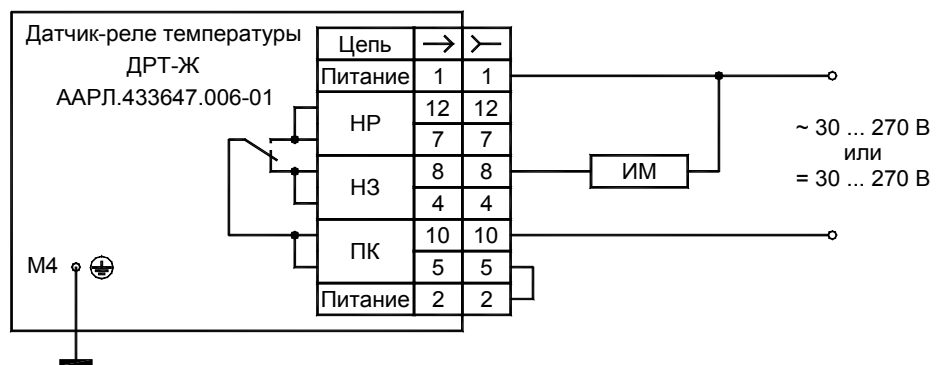 Датчик-реле температуры
ДРТ-Ж
ААРЛ.433647.006-01
Цепь
Питание 1 1
НР 12 12
7 7
НЗ 8 8
4 4
ПК 10 10
5 5
Питание 2 2
ИМ
~ 30 ... 270 В
или
= 30 ... 270 В
М4